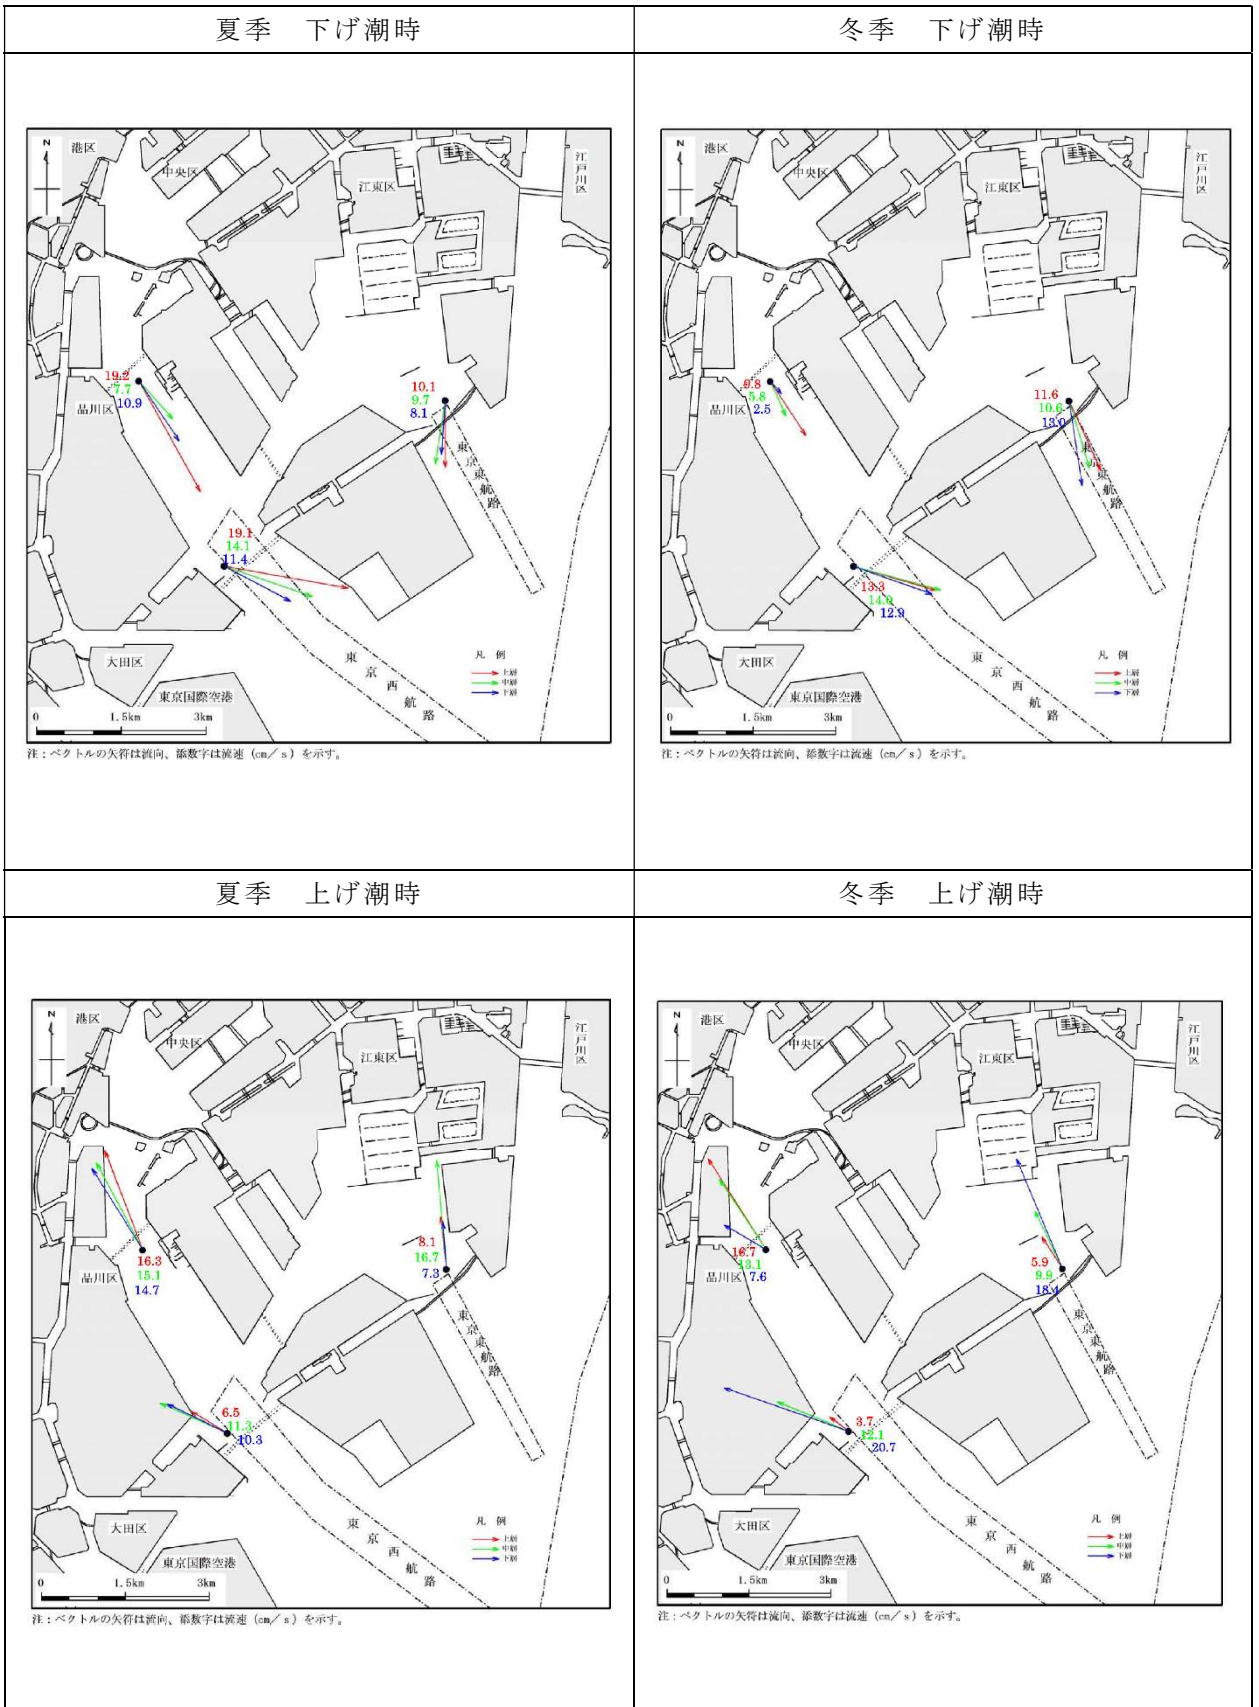 夏季 下げ潮時
冬季 下げ潮時
N
港区
中央区
江東区
江戸川区
19.2
7.7
10.9
品川区
10.1
9.7
8.1
東京東航路
19.1
14.1
11.4
大田区
東京国際空港
東京西航路
凡 例
上層
中層
下層
0 1.5km 3km
注：ベクトルの矢符は流向、添数字は流速（cm／s）を示す。
N
港区
中央区
江東区
江戸川区
9.8
5.8
2.5
品川区
11.6
10.6
13.0
東京東航路
13.3
14.0
12.9
大田区
東京国際空港
東京西航路
凡 例
上層
中層
下層
0 1.5km 3km
注：ベクトルの矢符は流向、添数字は流速（cm／s）を示す。
夏季 上げ潮時
冬季 上げ潮時
N
港区
中央区
江東区
江戸川区
16.3
15.1
14.7
品川区
8.1
16.7
7.3
東京東航路
6.5
11.3
10.3
大田区
東京国際空港
東京西航路
凡 例
上層
中層
下層
0 1.5km 3km
注：ベクトルの矢符は流向、添数字は流速（cm／s）を示す。
N
港区
中央区
江東区
江戸川区
16.7
13.1
7.6
品川区
5.9
9.9
18.4
東京東航路
3.7
12.1
20.7
大田区
東京国際空港
東京西航路
凡 例
上層
中層
下層
0 1.5km 3km
注：ベクトルの矢符は流向、添数字は流速（cm／s）を示す。